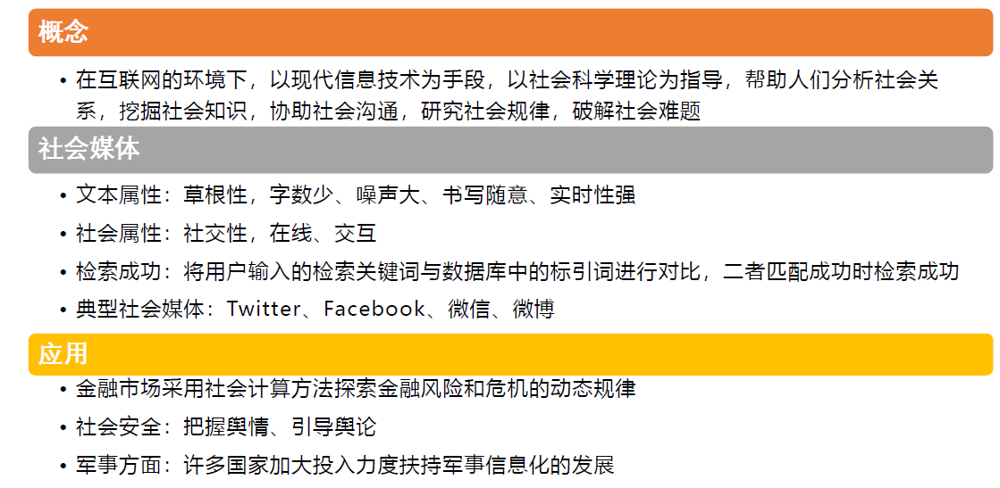 概念
• 在互联网的环境下，以现代信息技术为手段，以社会科学理论为指导，帮助人们分析社会关
系，挖掘社会知识，协助社会沟通，研究社会规律，破解社会难题
社会媒体
• 文本属性：草根性，字数少、噪声大、书写随意、实时性强
• 社会属性：社交性，在线、交互
• 检索成功：将用户输入的检索关键词与数据库中的标引词进行对比，二者匹配成功时检索成功
• 典型社会媒体：Twitter、Facebook、微信、微博
应用
• 金融市场采用社会计算方法探索金融风险和危机的动态规律
• 社会安全：把握舆情、引导舆论
• 军事方面：许多国家加大投入力度扶持军事信息化的发展